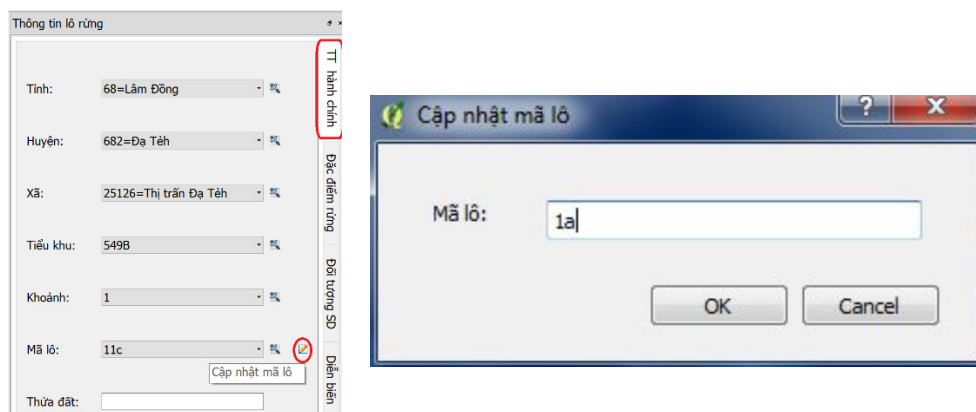 Thông tin lô rừng
Tỉnh: 68=Lâm Đồng
Huyện: 682=Đạ Tẻh
Xã: 25126=Thị trấn Đạ Tẻh
Tiểu khu: 549B
Khoảnh: 1
Mã lô: 11c
Cập nhật mã lô
Thửa đất:
TT hành chính
Đặc điểm rừng
Đối tượng SD
Diễn biến
Cập nhật mã lô
Mã lô: 1a
OK Cancel